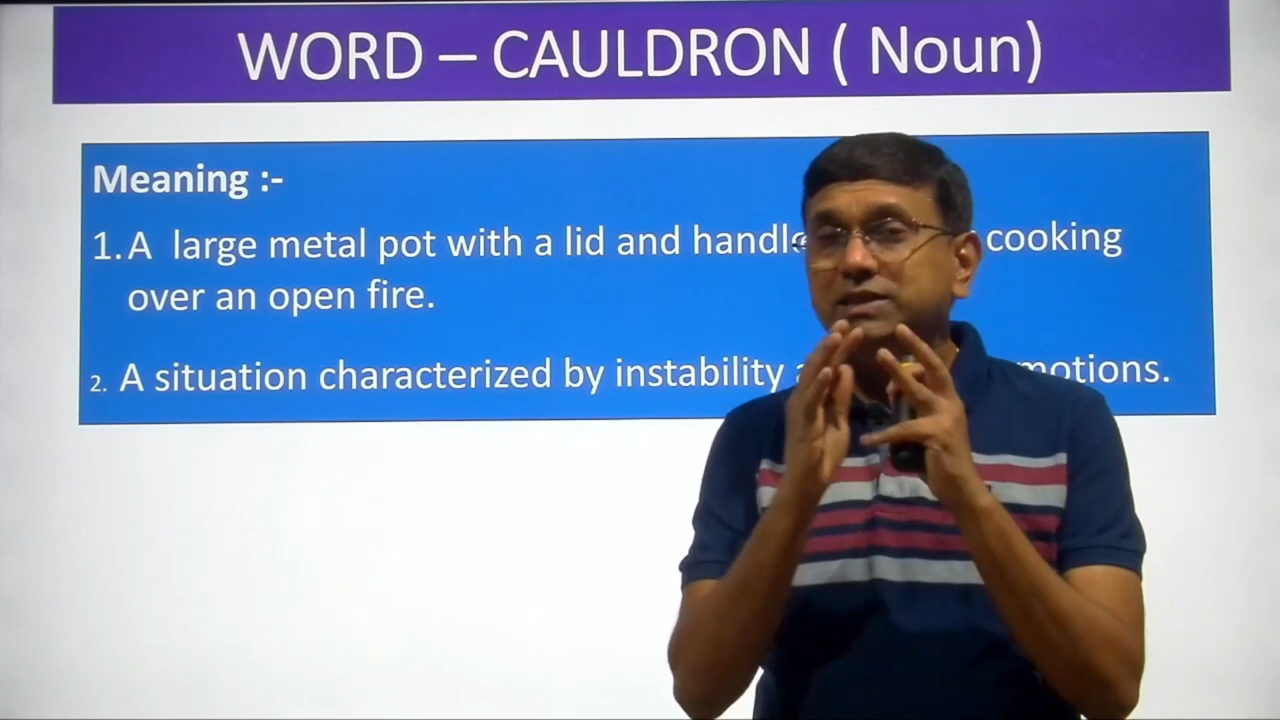 WORD – CAULDRON ( Noun)
Meaning :-
1. A large metal pot with a lid and handle cooking
over an open fire.
2. A situation characterized by instability